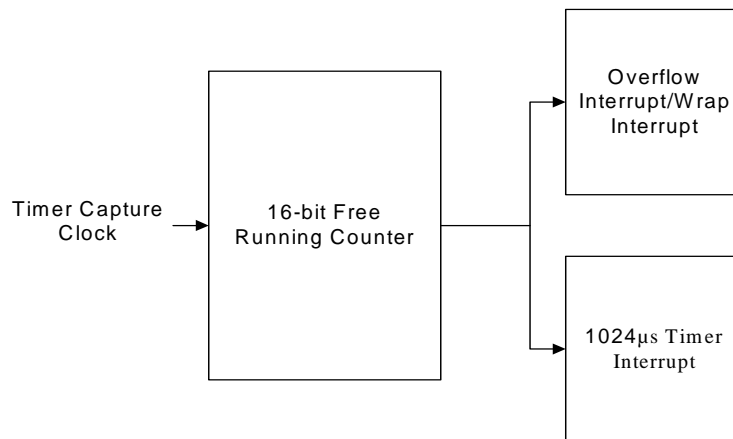 Overflow
Interrupt/Wrap
Interrupt
Timer Capture
Clock
16-bit Free
Running Counter
1024µs Timer
Interrupt